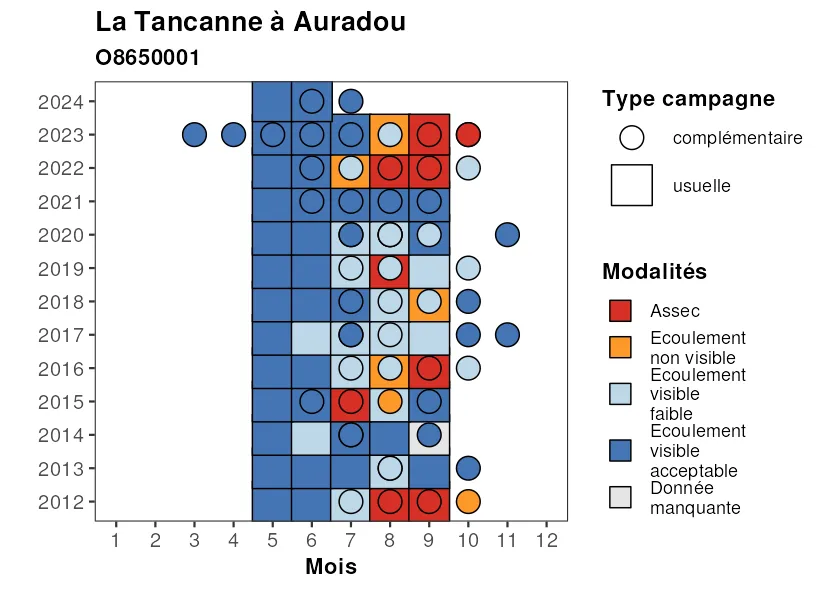 La Tancanne à Auradou
O8650001
2024
2023
2022
2021
2020
2019
2018
2017
2016
2015
2014
2013
2012
1 2 3 4 5 6 7 8 9 10 11 12
Mois
Type campagne
complémentaire
usuelle
Modalités
Assec
Ecoulement
non visible
Ecoulement
visible
faible
Ecoulement
visible
acceptable
Donnée
manquante